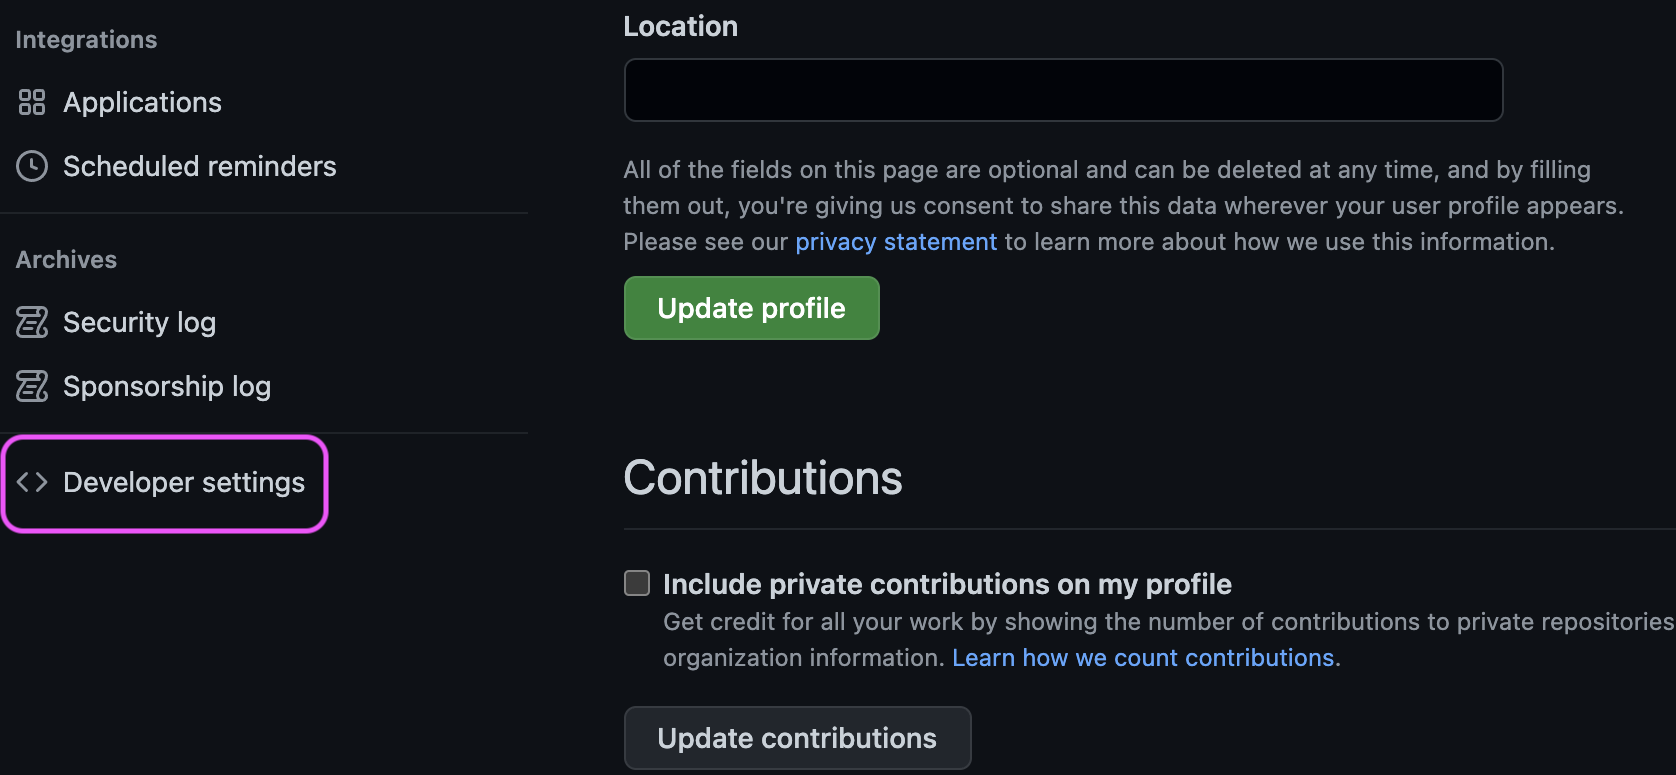 Integrations
Applications
Scheduled reminders
Archives
Security log
Sponsorship log
Developer settings
Location
All of the fields on this page are optional and can be deleted at any time, and by filling
them out, you're giving us consent to share this data wherever your user profile appears.
Please see our privacy statement to learn more about how we use this information.
Update profile
Contributions
Include private contributions on my profile
Get credit for all your work by showing the number of contributions to private repositories
organization information. Learn how we count contributions.
Update contributions